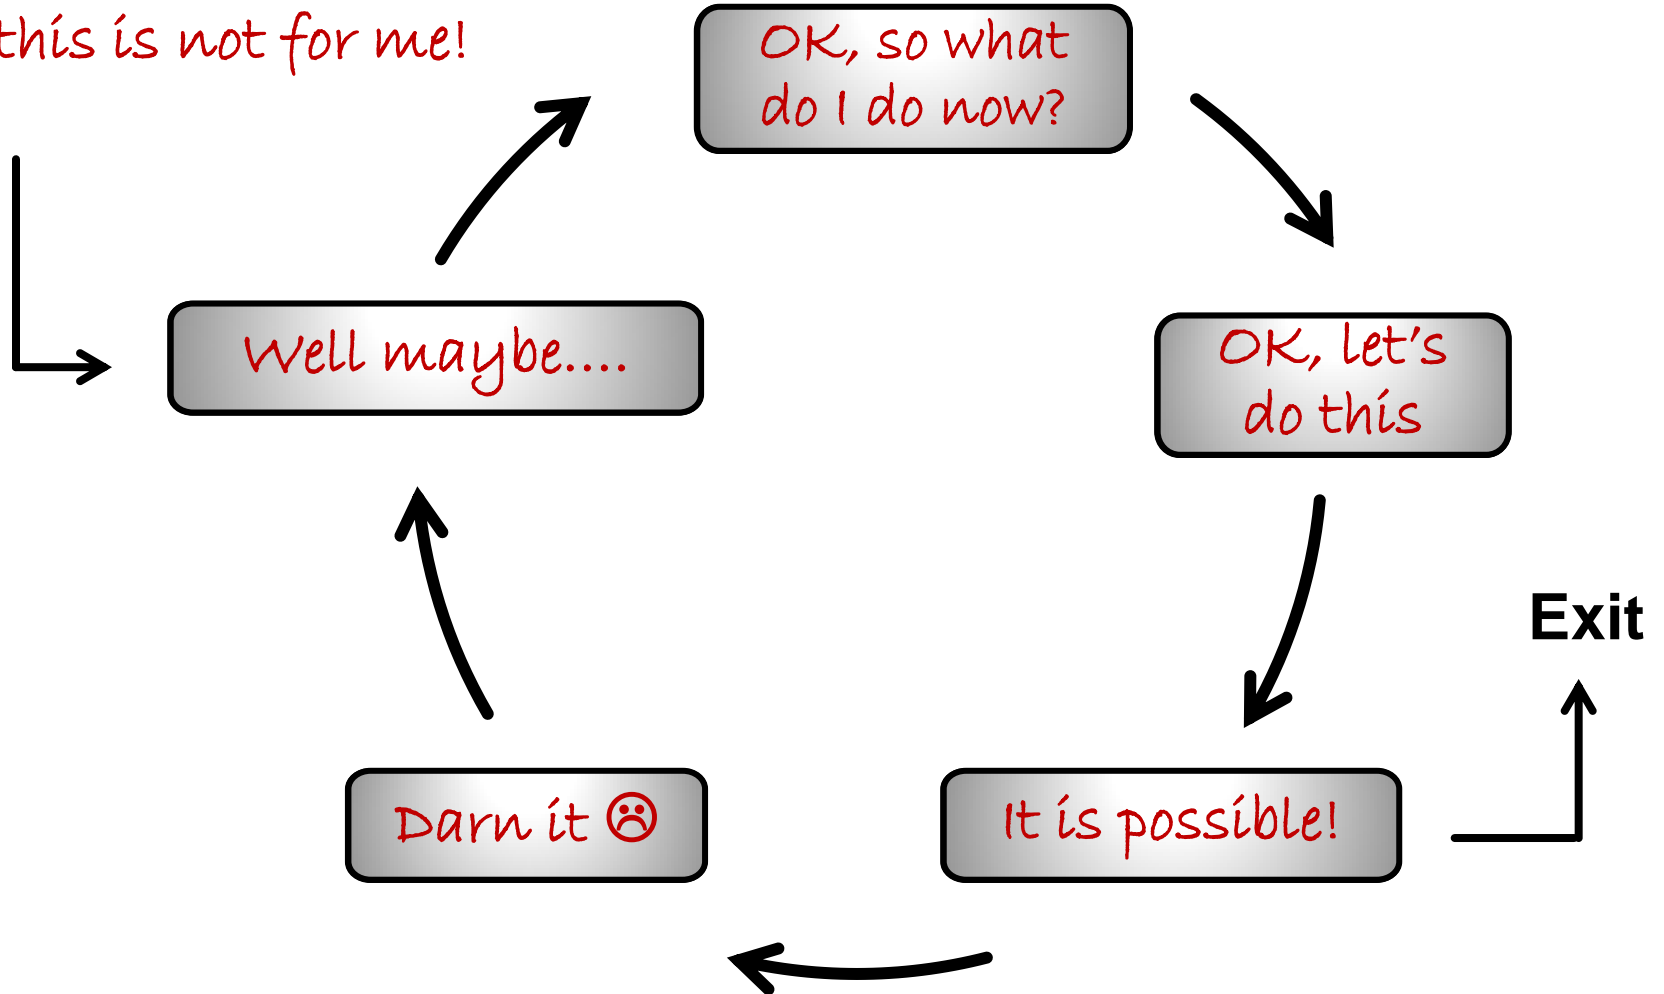 this is not for me!
OK, so what
do I do now?
Well maybe....
OK, let's
do this
Exit
Darn it ☹
It is possible!